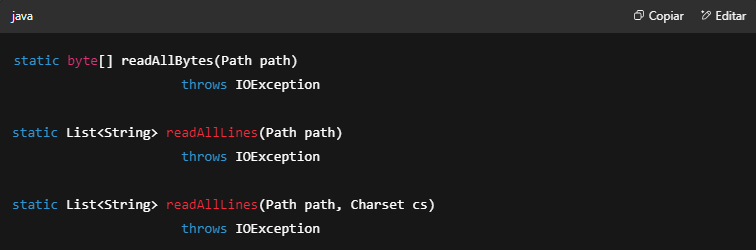 java
Copiar
Editar
static byte[] readAllBytes(Path path)
throws IOException
static List<String> readAllLines(Path path)
throws IOException
static List<String> readAllLines(Path path, Charset cs)
throws IOException